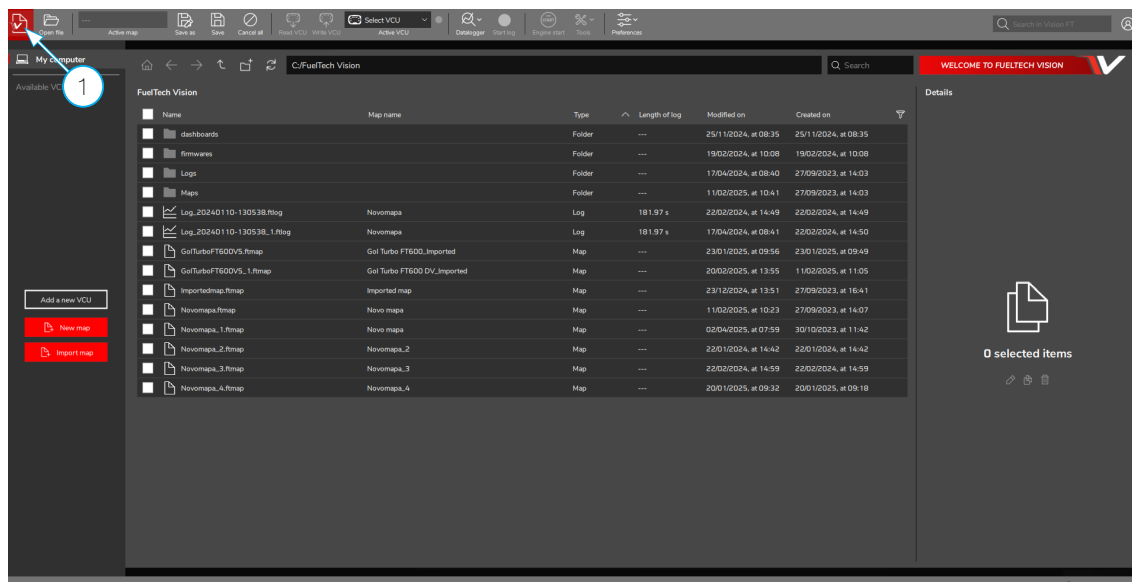 Open file
---
Active map
Save as
Save
Cancel all
Read VCU
Write VCU
Select VCU
Active VCU
Datalogger
Start log
START
Engine start
Tools
Preferences
Search in Vision FT
My computer
1
C:/FuelTech Vision
Search
WELCOME TO FUELTECH VISION
FuelTech Vision
Details
Name Map name Type Length of log Modified on Created on
dashboards Folder --- 25/11/2024, at 08:35 25/11/2024, at 08:35
firmwares Folder --- 19/02/2024, at 10:08 19/02/2024, at 10:08
Logs Folder --- 17/04/2024, at 08:40 27/09/2023, at 14:03
Maps Folder --- 11/02/2025, at 10:41 27/09/2023, at 14:03
Log_20240110-130538.ftlog Novomapa Log 181.97 s 22/02/2024, at 14:49 22/02/2024, at 14:49
Log_20240110-130538_1.ftlog Novomapa Log 181.97 s 17/04/2024, at 08:41 22/02/2024, at 14:50
GolTurboFT600V5.ftmap Gol Turbo FT600_Imported Map --- 23/01/2025, at 09:56 23/01/2025, at 09:49
GolTurboFT600V5_1.ftmap Gol Turbo FT600 DV_Imported Map --- 20/02/2025, at 13:55 11/02/2025, at 11:05
Importedmap.ftmap Imported map Map --- 23/12/2024, at 13:51 27/09/2023, at 16:41
Novomapa.ftmap Novo mapa Map --- 11/02/2025, at 10:23 27/09/2023, at 14:07
Novomapa_1.ftmap Novo mapa Map --- 02/04/2025, at 07:59 30/10/2023, at 11:42
Novomapa_2.ftmap Novomapa_2 Map --- 22/01/2024, at 14:42 22/01/2024, at 14:42
Novomapa_3.ftmap Novomapa_3 Map --- 22/02/2024, at 14:59 22/02/2024, at 14:59
Novomapa_4.ftmap Novomapa_4 Map --- 20/01/2025, at 09:32 20/01/2025, at 09:18
Available
Add a new VCU
New map
Import map
0 selected items